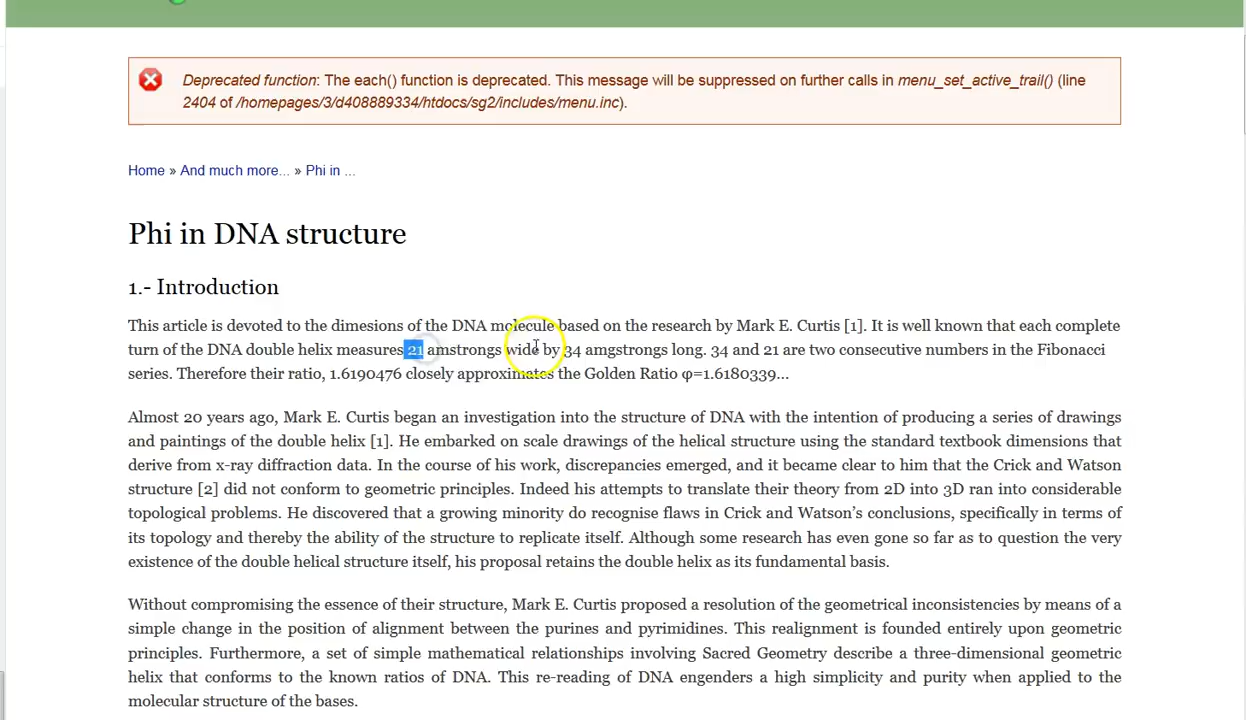 Deprecated function: The each() function is deprecated. This message will be suppressed on further calls in menu_set_active_trail() (line
2404 of /homepages/3/d408889334/htdocs/sg2/includes/menu.inc).
Home » And much more... » Phi in ...
Phi in DNA structure
1.- Introduction
This article is devoted to the dimesions of the DNA molecule based on the research by Mark E. Curtis [1]. It is well known that each complete
turn of the DNA double helix measures 21 amstrongs wide by 34 amgstrongs long. 34 and 21 are two consecutive numbers in the Fibonacci
series. Therefore their ratio, 1.6190476 closely approximates the Golden Ratio φ=1.6180339...
Almost 20 years ago, Mark E. Curtis began an investigation into the structure of DNA with the intention of producing a series of drawings
and paintings of the double helix [1]. He embarked on scale drawings of the helical structure using the standard textbook dimensions that
derive from x-ray diffraction data. In the course of his work, discrepancies emerged, and it became clear to him that the Crick and Watson
structure [2] did not conform to geometric principles. Indeed his attempts to translate their theory from 2D into 3D ran into considerable
topological problems. He discovered that a growing minority do recognise flaws in Crick and Watson's conclusions, specifically in terms of
its topology and thereby the ability of the structure to replicate itself. Although some research has even gone so far as to question the very
existence of the double helical structure itself, his proposal retains the double helix as its fundamental basis.
Without compromising the essence of their structure, Mark E. Curtis proposed a resolution of the geometrical inconsistencies by means of a
simple change in the position of alignment between the purines and pyrimidines. This realignment is founded entirely upon geometric
principles. Furthermore, a set of simple mathematical relationships involving Sacred Geometry describe a three-dimensional geometric
helix that conforms to the known ratios of DNA. This re-reading of DNA engenders a high simplicity and purity when applied to the
molecular structure of the bases.